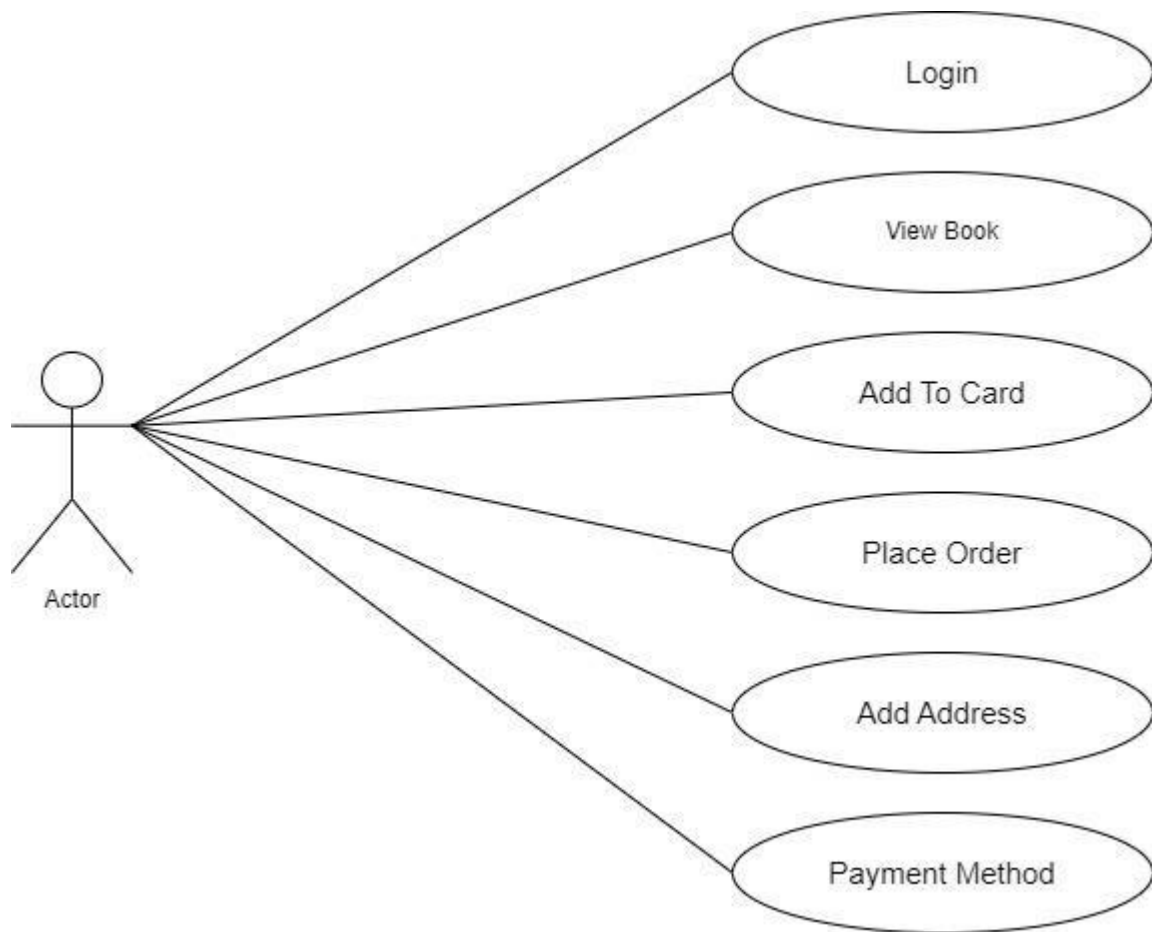 Login
View Book
Add To Card
Place Order
Actor
Add Address
Payment Method